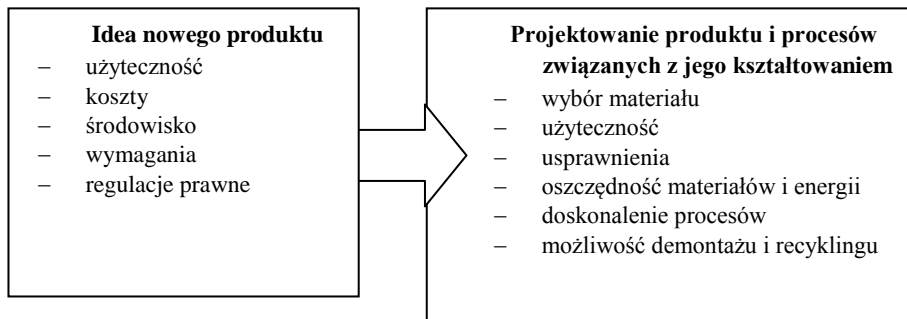 Idea nowego produktu
– użyteczność
– koszty
– środowisko
– wymagania
– regulacje prawne
Projektowanie produktu i procesów
związanych z jego kształtowaniem
– wybór materiału
– użyteczność
– usprawnienia
– oszczędność materiałów i energii
– doskonalenie procesów
– możliwość demontażu i recyklingu